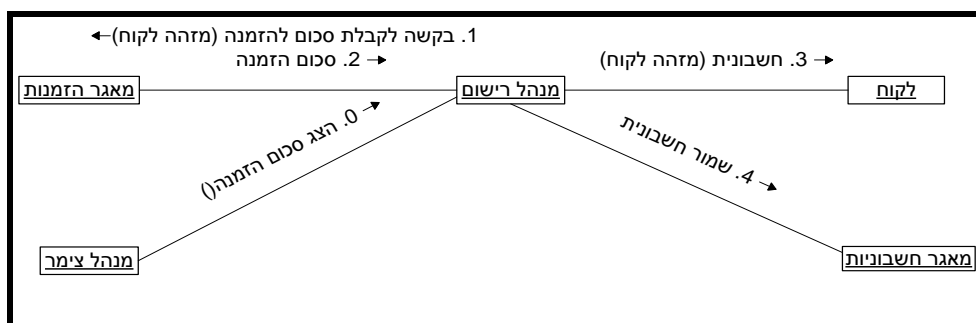 1. בקשה לקבלת סכום להזמנה (מזהה לקוח)←
2. סכום הזמנה →
3. חשבונית (מזהה לקוח) →
מאגר הזמנות
מנהל רישום
לקוח
0. הצג סכום הזמנה() →
4. שמור חשבונית →
מנהל צימר
מאגר חשבוניות